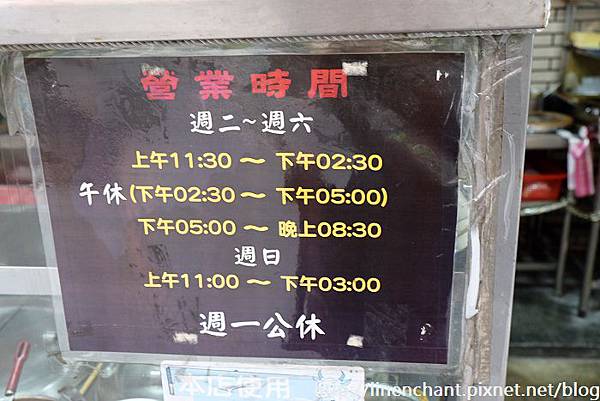 營業時間
週二~週六
上午11:30 ～ 下午02:30
午休(下午02:30 ～ 下午05:00)
下午05:00 ～ 晚上08:30
週日
上午11:00 ～ 下午03:00
週一公休
本店使用
linenchant.pixnet.net/blog